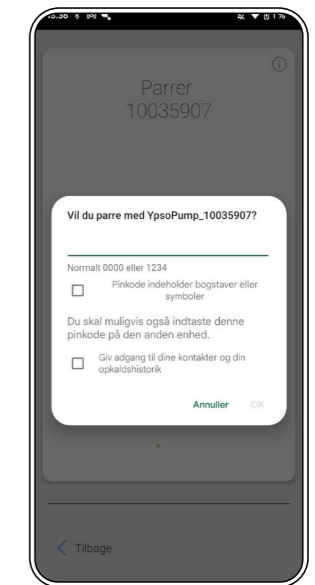 Parrer
10035907
Vil du parre med YpsoPump_10035907?
Normalt 0000 eller 1234
Pinkode indeholder bogstaver eller
symboler
Du skal muligvis også indtaste denne
pinkode på den anden enhed.
Giv adgang til dine kontakter og din
opkaldshistorik
Annuller OK
Tilbage